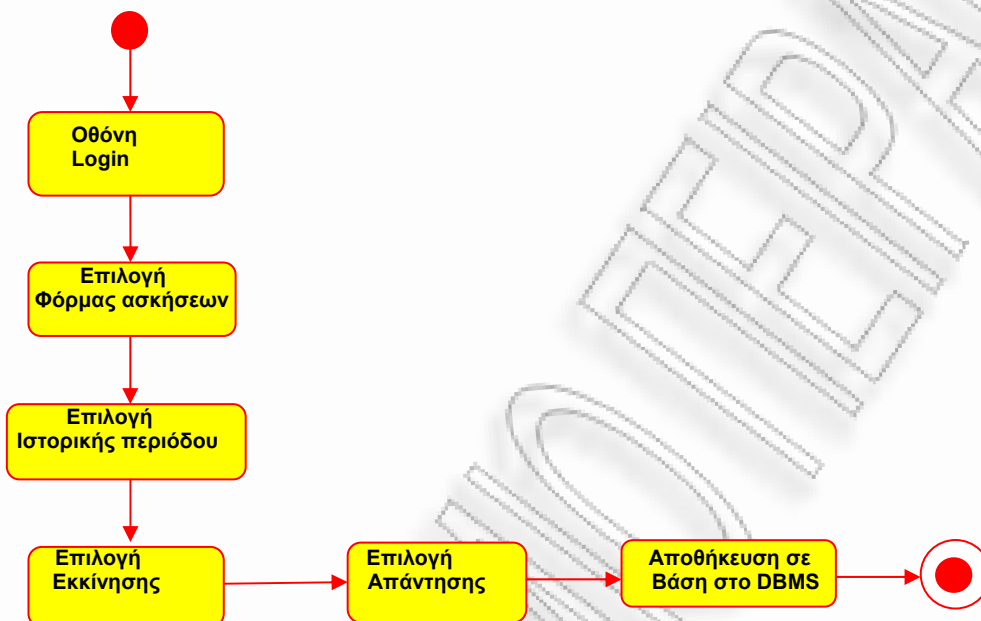 Οθόνη
Login
Επιλογή
Φόρμας ασκήσεων
Επιλογή
Ιστορικής περιόδου
Επιλογή
Εκκίνησης
Επιλογή
Απάντησης
Αποθήκευση σε
Βάση στο DBMS